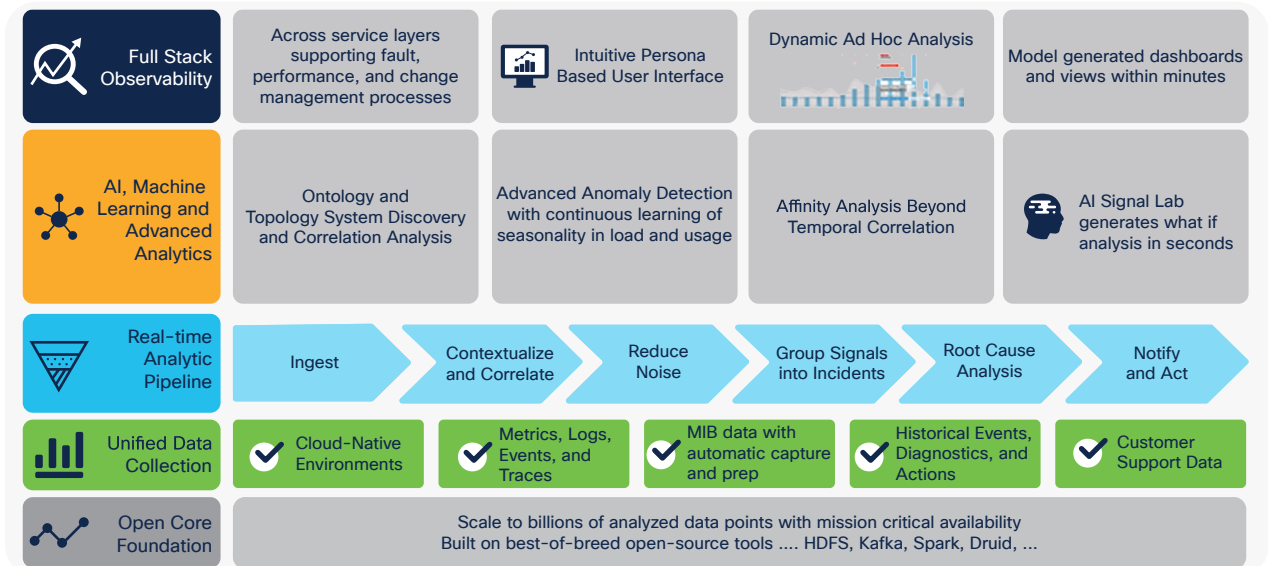 Full Stack
Observability
Across service layers
supporting fault,
performance, and change
management processes
Intuitive Persona
Based User Interface
Dynamic Ad Hoc Analysis
Model generated dashboards
and views within minutes
AI, Machine
Learning and
Advanced
Analytics
Ontology and
Topology System Discovery
and Correlation Analysis
Advanced Anomaly Detection
with continuous learning of
seasonality in load and usage
Affinity Analysis Beyond
Temporal Correlation
AI Signal Lab
generates what if
analysis in seconds
Real-time
Analytic
Pipeline
Ingest
Contextualize
and Correlate
Reduce
Noise
Group Signals
into Incidents
Root Cause
Analysis
Notify
and Act
Unified Data
Collection
Cloud-Native
Environments
Metrics, Logs,
Events, and
Traces
MIB data with
automatic capture
and prep
Historical Events,
Diagnostics, and
Actions
Customer
Support Data
Open Core
Foundation
Scale to billions of analyzed data points with mission critical availability
Built on best-of-breed open-source tools .... HDFS, Kafka, Spark, Druid, ...